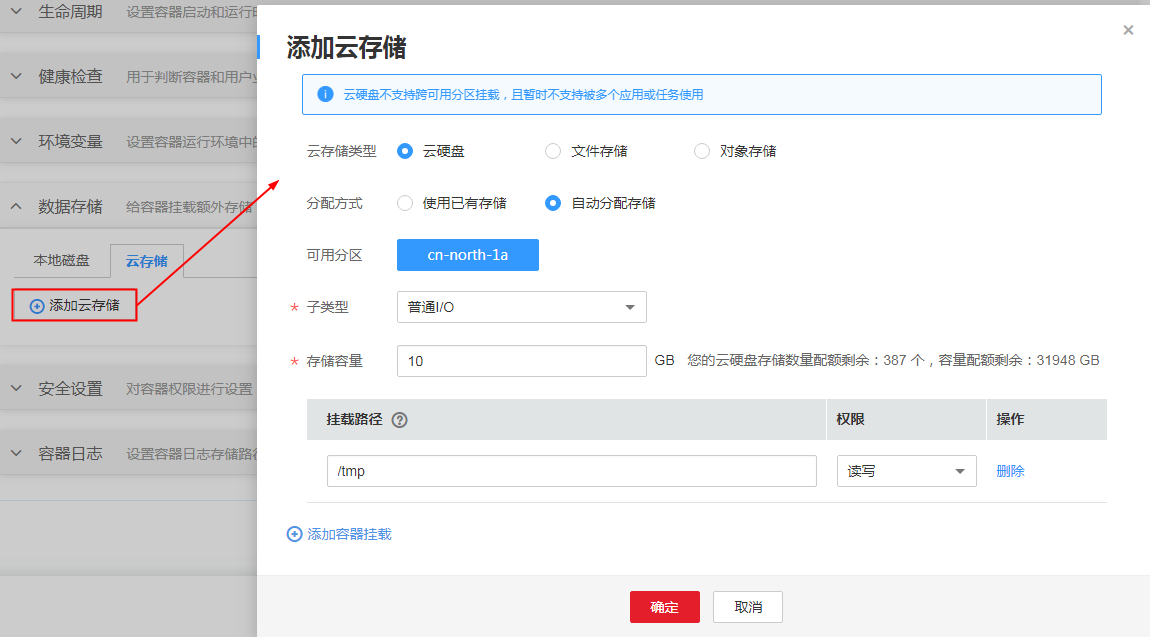 生命周期 设置容器启动和运行
健康检查 用于判断容器和用户
环境变量 设置容器运行环境中
数据存储 给容器挂载额外存储
本地磁盘 云存储
添加云存储
安全设置 对容器权限进行设置
容器日志 设置容器日志存储路
添加云存储
×
云硬盘不支持跨可用分区挂载，且暂时不支持被多个应用或任务使用
云存储类型 云硬盘 文件存储 对象存储
分配方式 使用已有存储 自动分配存储
可用分区 cn-north-1a
* 子类型 普通I/O
* 存储容量 10 GB 您的云硬盘存储数量配额剩余：387 个，容量配额剩余：31948 GB
挂载路径 ? 权限 操作
/tmp 读写 删除
添加容器挂载
确定 取消